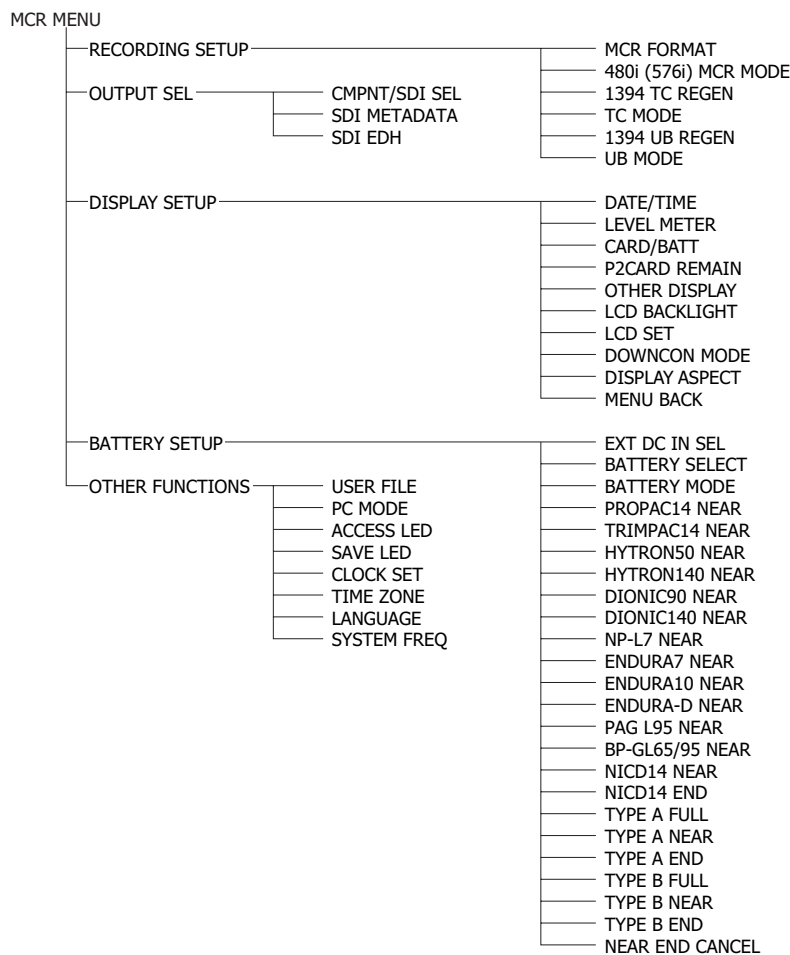 MCR MENU
RECORDING SETUP
MCR FORMAT
480i (576i) MCR MODE
1394 TC REGEN
TC MODE
1394 UB REGEN
UB MODE
OUTPUT SEL
CMPNT/SDI SEL
SDI METADATA
SDI EDH
DISPLAY SETUP
DATE/TIME
LEVEL METER
CARD/BATT
P2CARD REMAIN
OTHER DISPLAY
LCD BACKLIGHT
LCD SET
DOWNCON MODE
DISPLAY ASPECT
MENU BACK
BATTERY SETUP
EXT DC IN SEL
BATTERY SELECT
BATTERY MODE
PROPAC14 NEAR
TRIMPAC14 NEAR
HYTRON50 NEAR
HYTRON140 NEAR
DIONIC90 NEAR
DIONIC140 NEAR
NP-L7 NEAR
ENDURA7 NEAR
ENDURA10 NEAR
ENDURA-D NEAR
PAG L95 NEAR
BP-GL65/95 NEAR
NICD14 NEAR
NICD14 END
TYPE A FULL
TYPE A NEAR
TYPE A END
TYPE B FULL
TYPE B NEAR
TYPE B END
NEAR END CANCEL
OTHER FUNCTIONS
USER FILE
PC MODE
ACCESS LED
SAVE LED
CLOCK SET
TIME ZONE
LANGUAGE
SYSTEM FREQ